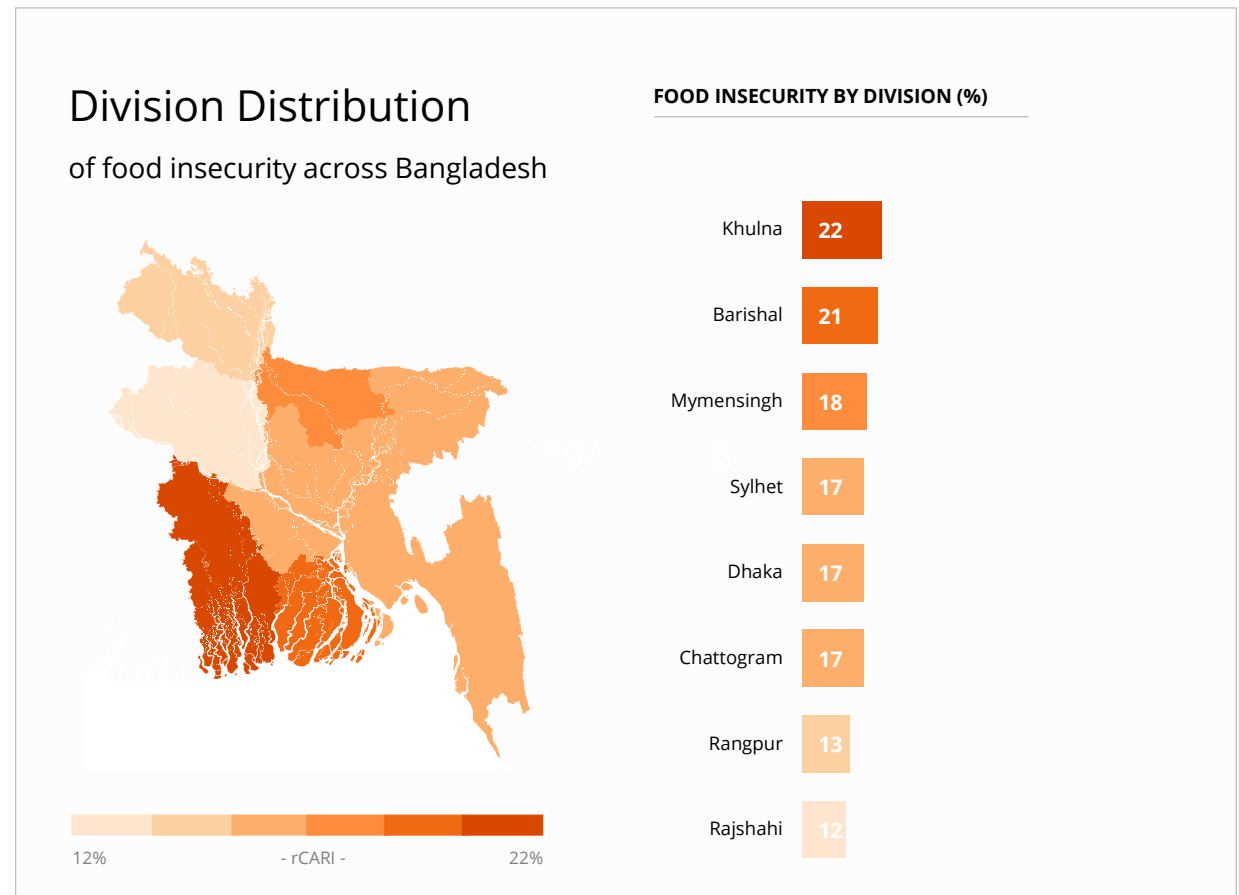 Division Distribution
of food insecurity across Bangladesh
12%
- rCARI -
22%
FOOD INSECURITY BY DIVISION (%)
Khulna 22
Barishal 21
Mymensingh 18
Sylhet 17
Dhaka 17
Chattogram 17
Rangpur 13
Rajshahi 12